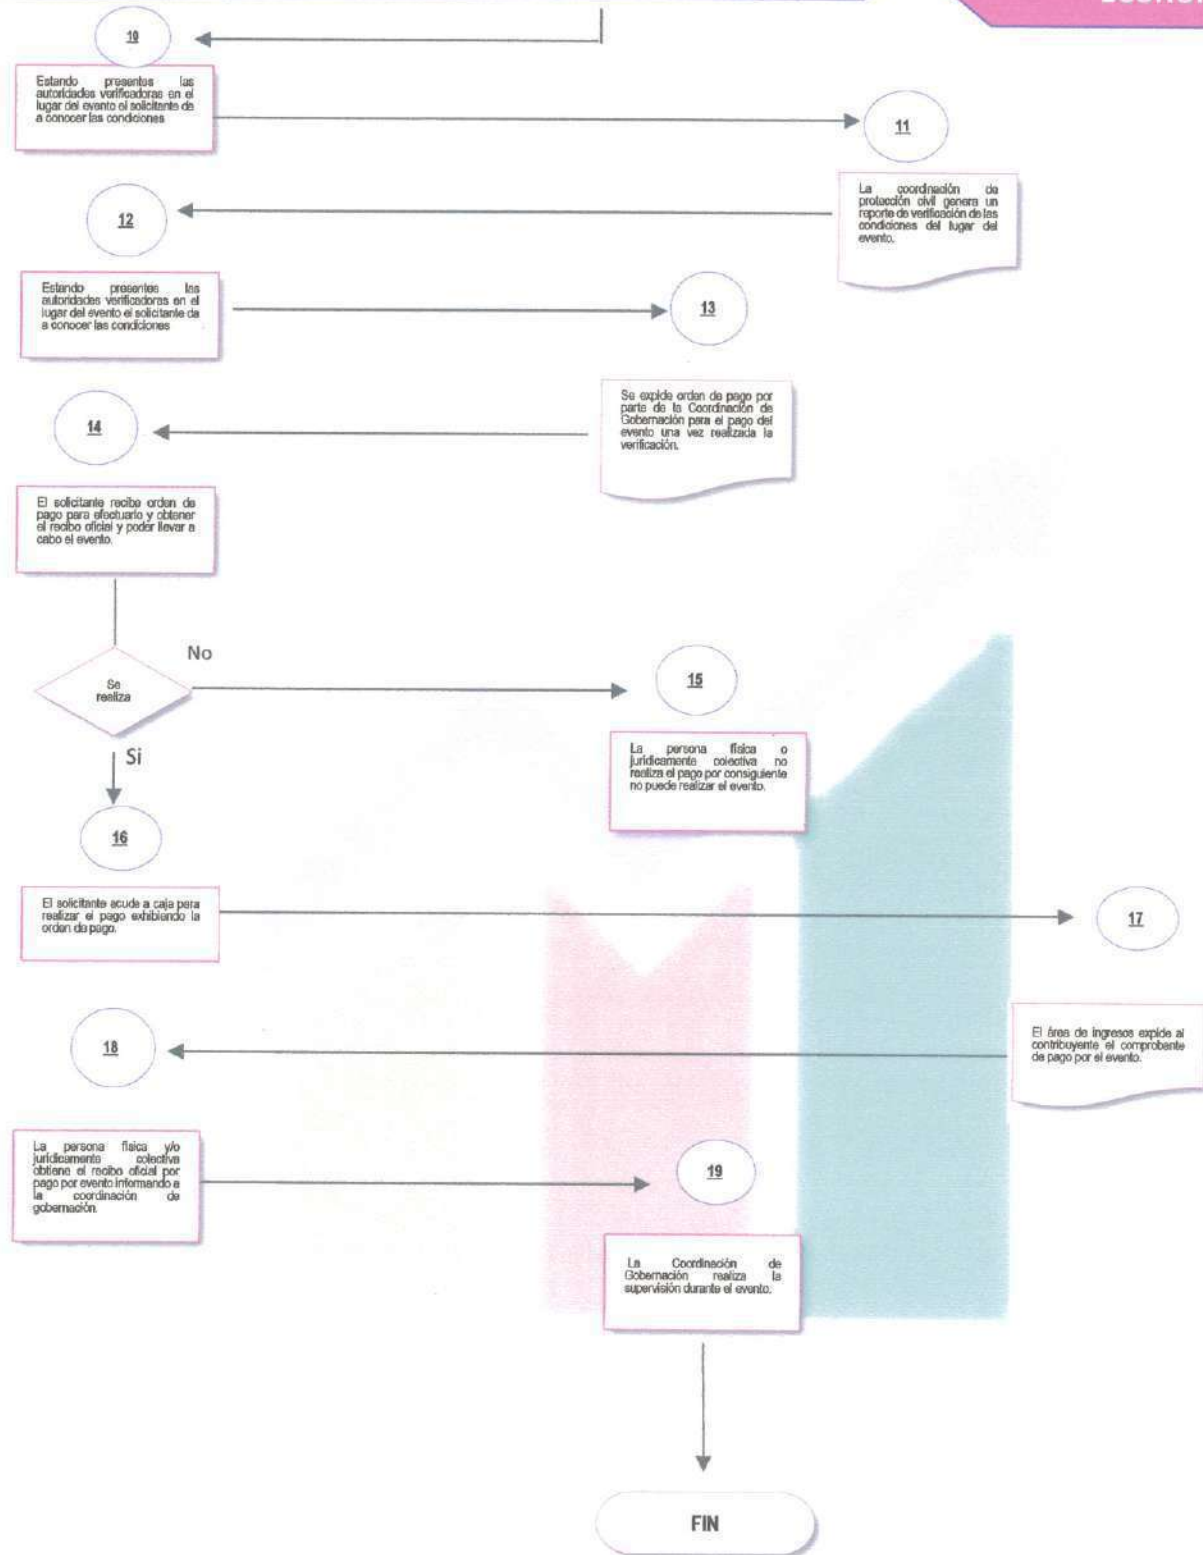 10
Estando presentes las
autoridades verificadoras en el
lugar del evento el solicitante da
a conocer las condiciones
11
La coordinación de
protección civil genera un
reporte de verificación de las
condiciones del lugar del
evento.
12
Estando presentes las
autoridades verificadoras en el
lugar del evento el solicitante da
a conocer las condiciones
13
Se expide orden de pago por
parte de la Coordinación de
Gobernación para el pago del
evento una vez realizada la
verificación.
14
El solicitante recibe orden de
pago para efectuarlo y obtener
el recibo oficial y poder llevar a
cabo el evento.
Se
realiza
No
Si
15
La persona física o
jurídicamente colectiva no
realiza el pago por consiguiente
no puede realizar el evento.
16
El solicitante acude a caja para
realizar el pago exhibiendo la
orden de pago.
17
El área de ingresos expide al
contribuyente el comprobante
de pago por el evento.
18
La persona física y/o
jurídicamente colectiva
obtiene el recibo oficial por
pago por evento informando a
la coordinación de
gobernación.
19
La Coordinación de
Gobernación realiza la
supervisión durante el evento.
FIN